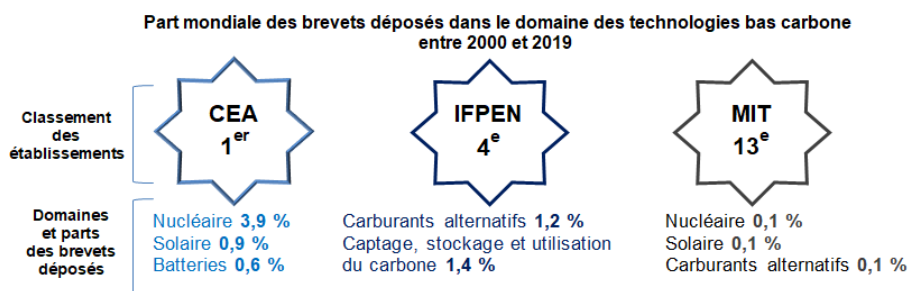 Part mondiale des brevets déposés dans le domaine des technologies bas carbone
entre 2000 et 2019
Classement
des
établissements
CEA
1er
IFPEN
4e
MIT
13e
Domaines
et parts
des brevets
déposés
Nucléaire 3,9 %
Solaire 0,9 %
Batteries 0,6 %
Carburants alternatifs 1,2 %
Captage, stockage et utilisation
du carbone 1,4 %
Nucléaire 0,1 %
Solaire 0,1 %
Carburants alternatifs 0,1 %